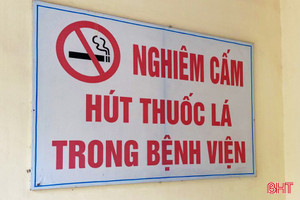 NGHIÊM CẤM
HÚT THUỐC LÁ
TRONG BỆNH VIỆN
BHT